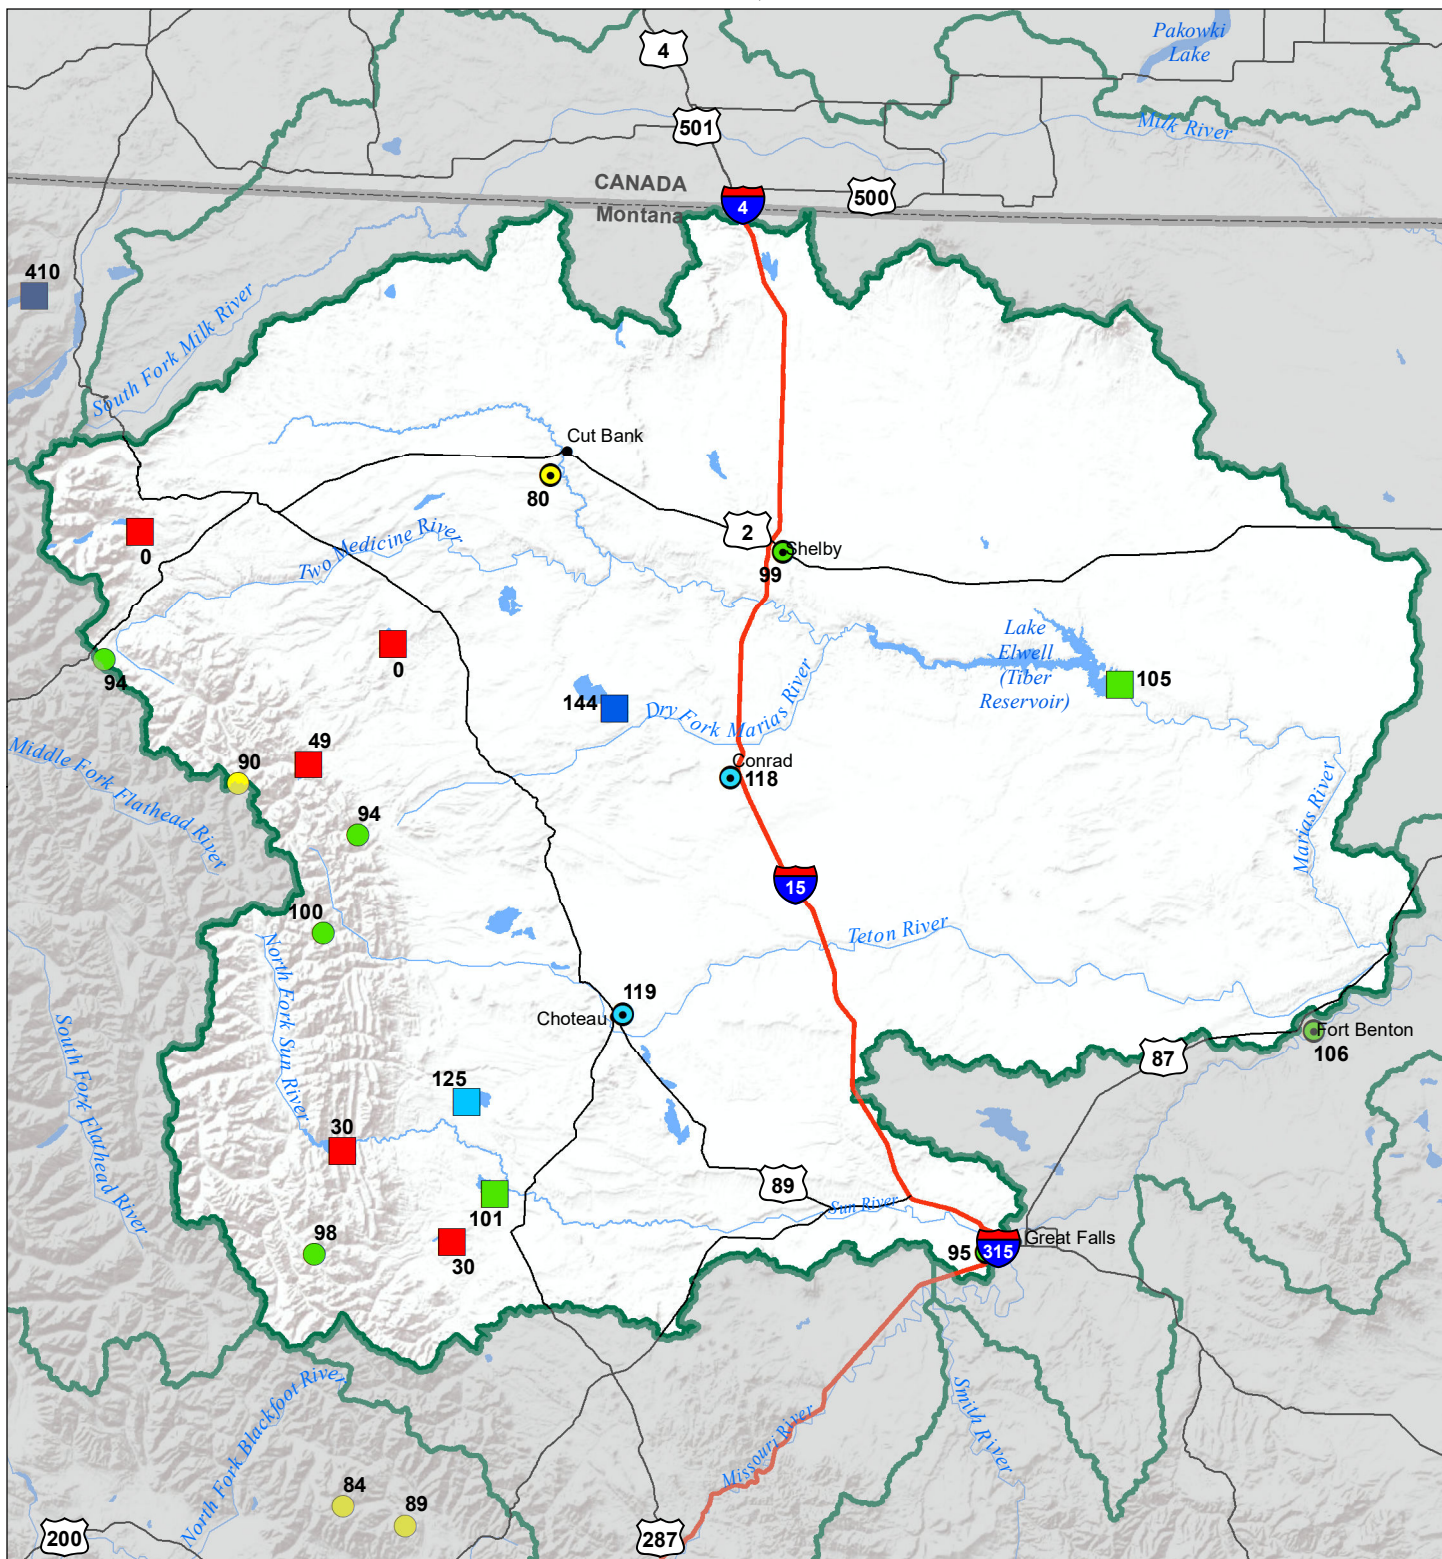 4
Pakowki
Lake
501
Milk River
CANADA
Montana
4
500
410
South Fork Milk River
Cut Bank
80
2
Shelby
99
0
Two Medicine River
0
94
Lake
Elwell
(Tiber
Reservoir)
105
144
Dry Fork Marias River
Middle Fork Flathead River
49
90
Conrad
118
94
Marias River
15
100
North Fork Sun River
Teton River
119
Choteau
South Fork Flathead River
Fort Benton
106
87
125
30
101
89
Sun River
98
30
95
315
Great Falls
North Fork Blackfoot River
Missouri River
Smith River
84
89
200
287